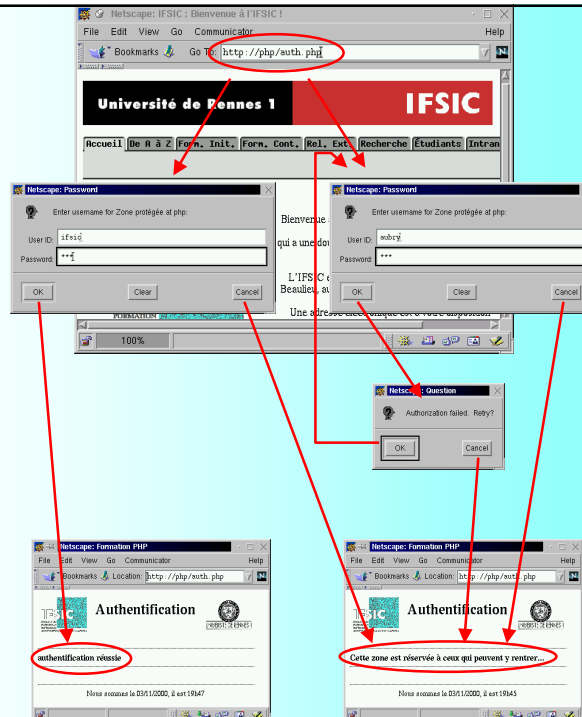 Netscape: IFSIC : Bienvenue à l'IFSIC !
File Edit View Go Communicator Help
Bookmarks Go To: http://php/auth.php
Université de Rennes 1 IFSIC
Accueil De A à Z Form. Init. Form. Cont. Rel. Ext. Recherche Étudiants Intran
Netscape: Password
Enter username for Zone protégée at php:
User ID: ifsic
Password: ***
OK Clear Cancel
Bienvenue
qui a une dou
L'IFSIC e
Beaulieu, au
Netscape: Password
Enter username for Zone protégée at php:
User ID: aubry
Password: ***
OK Clear Cancel
FORMATION
Une adresse électronique est à votre disposition
100%
Netscape: Question
Authorization failed. Retry?
OK Cancel
Netscape: Formation PHP
File Edit View Go Communicator Help
Bookmarks Location: http://php/auth.php
IFSIC
Authentification
authentification réussie
Nous sommes le 03/11/2000, il est 19h47
Netscape: Formation PHP
File Edit View Go Communicator Help
Bookmarks Location: http://php/auth.php
IFSIC
Authentification
Cette zone est réservée à ceux qui peuvent y rentrer...
Nous sommes le 03/11/2000, il est 19h45